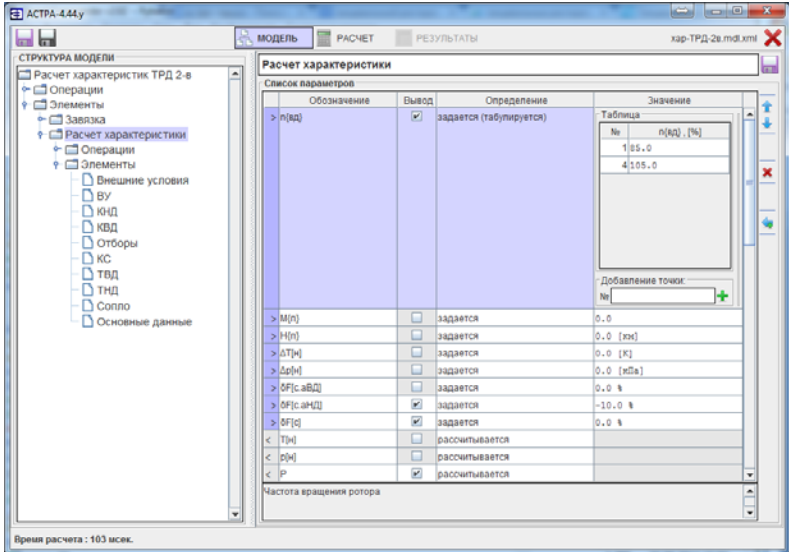 АСТРА-4.44.y
МОДЕЛЬ РАСЧЕТ РЕЗУЛЬТАТЫ хар-ТРД-2в.mdl.xml
СТРУКТУРА МОДЕЛИ
Расчет характеристик ТРД 2-в
Операции
Элементы
Завязка
Расчет характеристики
Операции
Элементы
Внешние условия
ВУ
КНД
КВД
Отборы
КС
ТВД
ТНД
Сопло
Основные данные
Расчет характеристики
Список параметров
Обозначение Вывод Определение Значение
> n(вд) задается (табулируется)
Таблица
№ n(вд) , [%]
1 85.0
4 105.0
Добавление точки:
№
> М(п) задается 0.0
> Н(п) задается 0.0 [км]
> ΔТ[н] задается 0.0 [К]
> Δр[н] задается 0.0 [кПа]
> δF[с.аВД] задается 0.0 %
> δF[с.аНД] задается -10.0 %
> δF[с] задается 0.0 %
< Т[н] рассчитывается
< р[н] рассчитывается
< Р рассчитывается
Частота вращения ротора
Время расчета : 103 мсек.